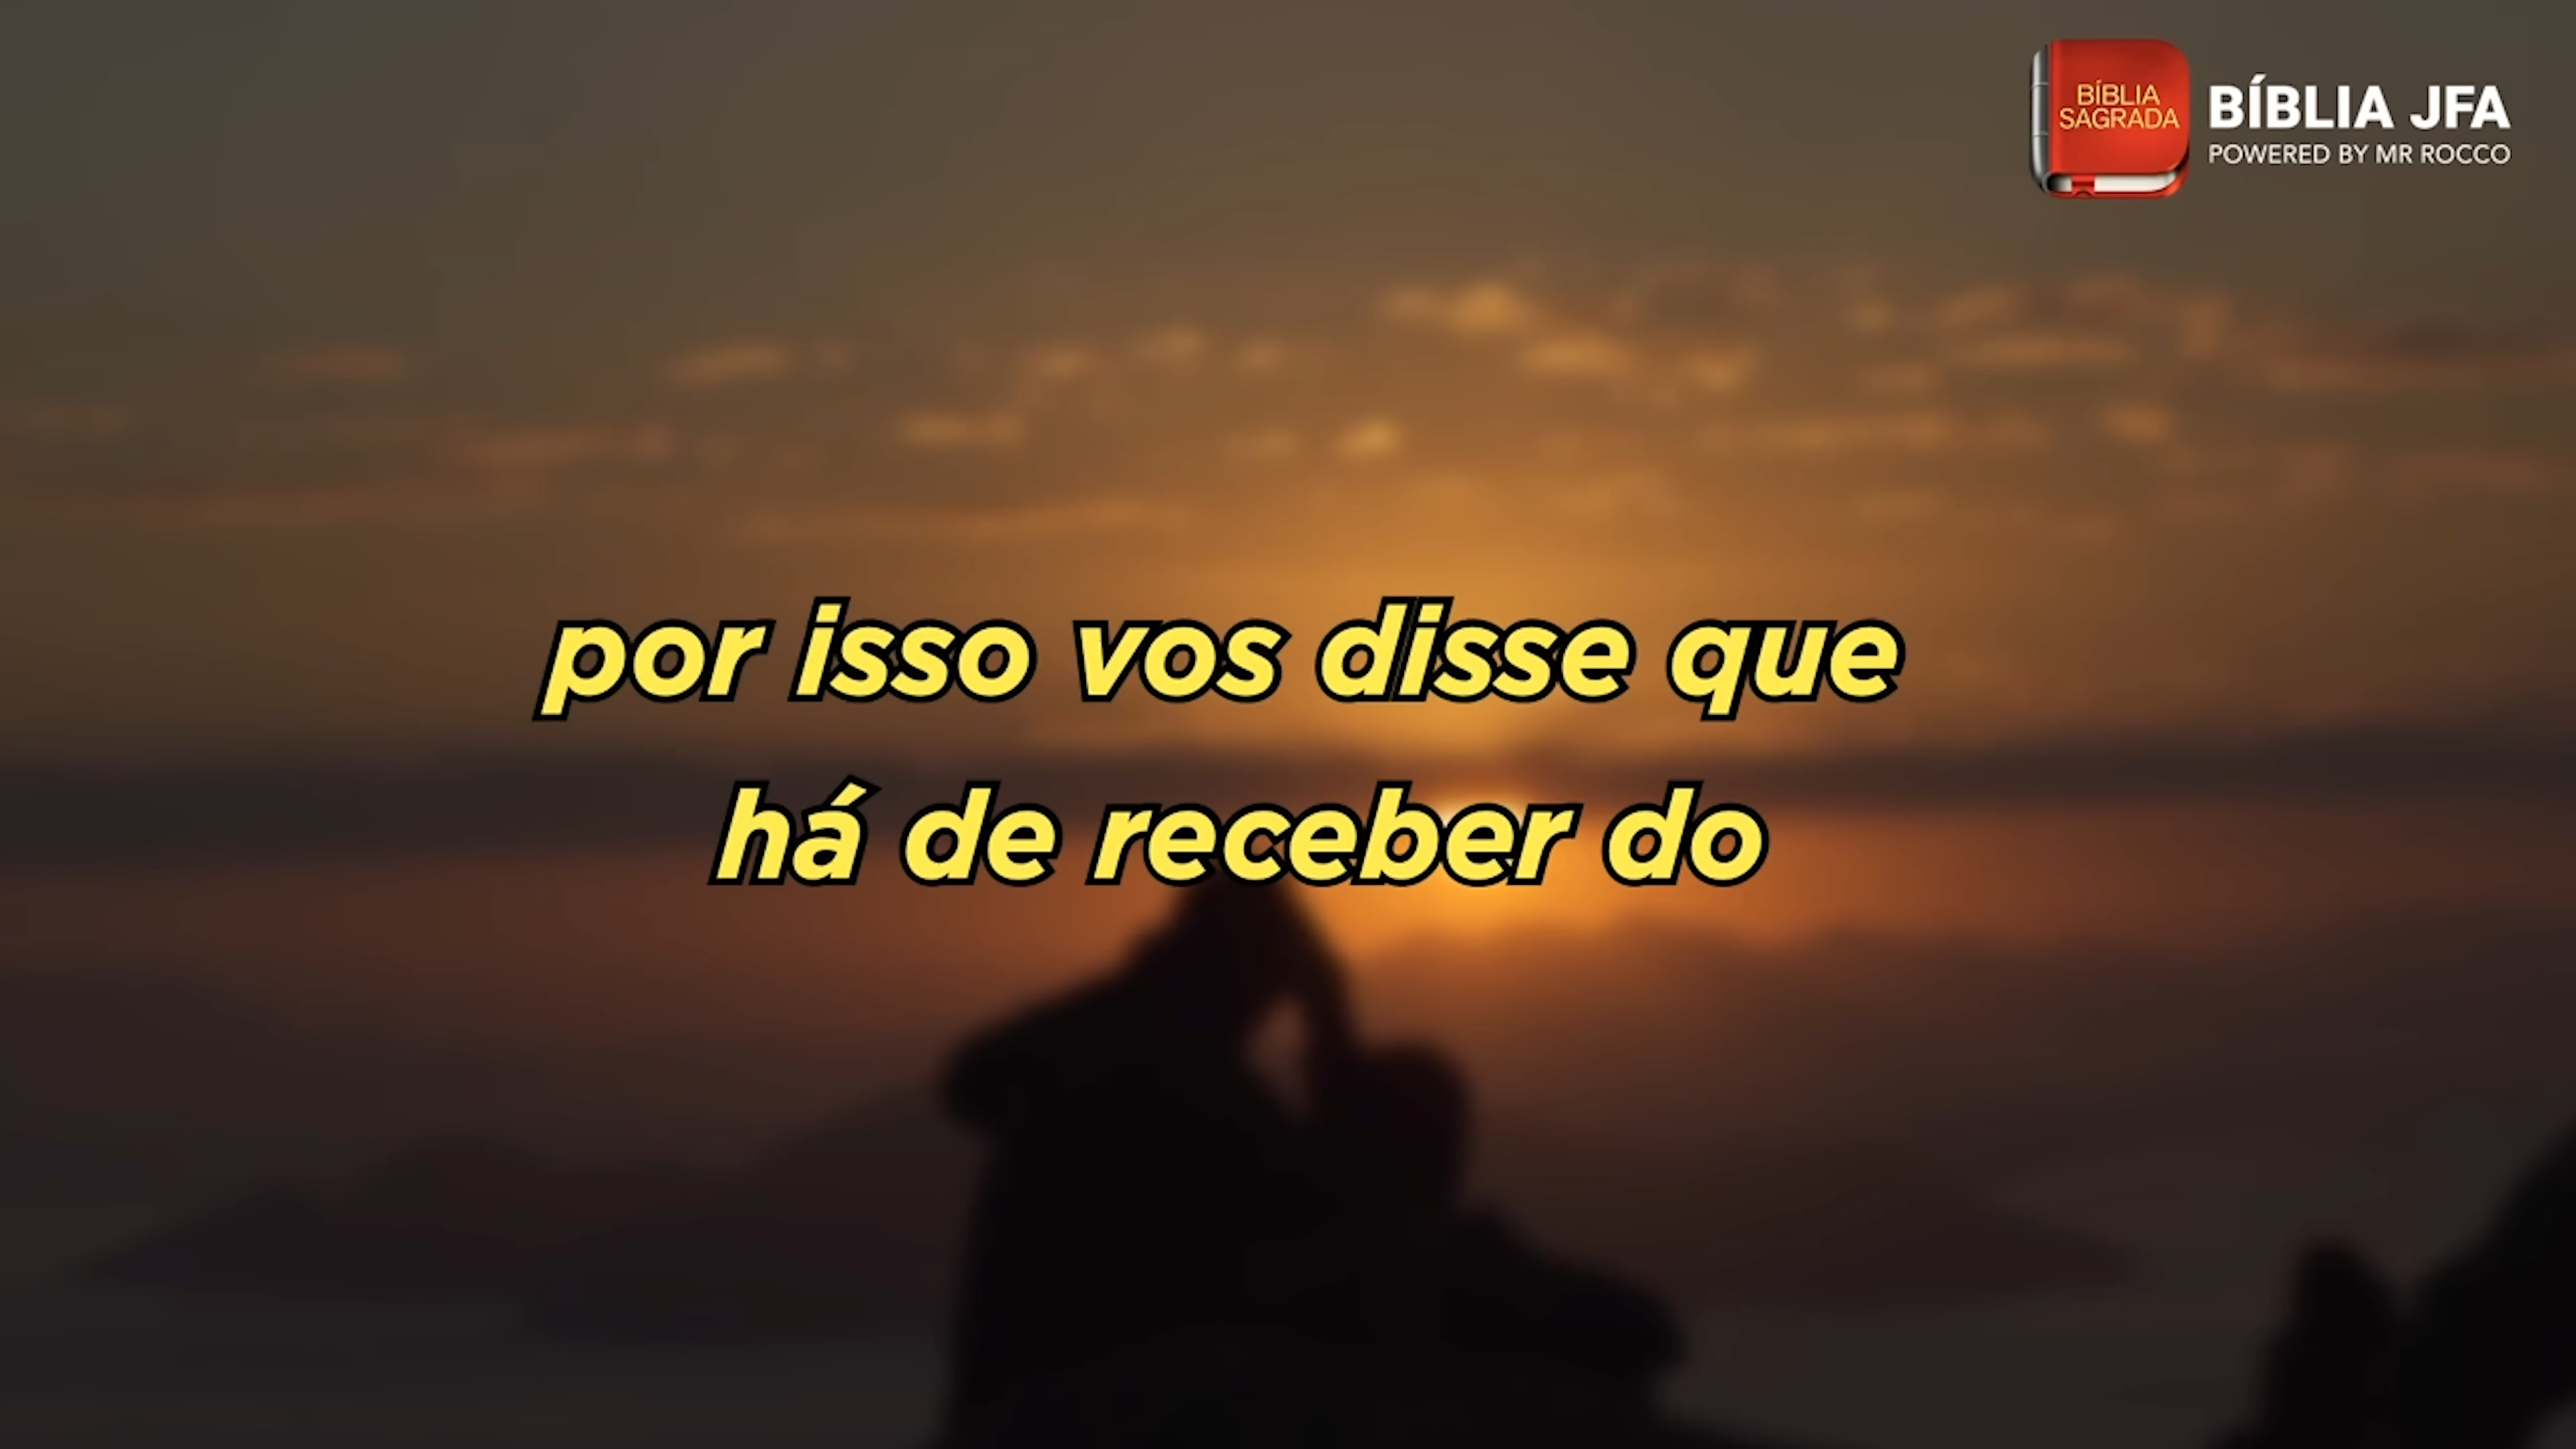 BÍBLIA
SAGRADA
BÍBLIA JFA
POWERED BY MR ROCCO
por isso vos disse que
há de receber do